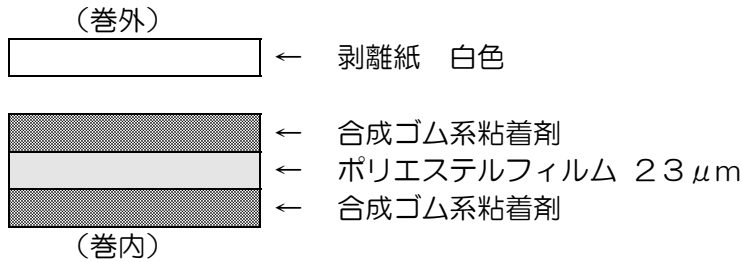 （巻外）
← 剥離紙　白色
← 合成ゴム系粘着剤
← ポリエステルフィルム ２３μｍ
← 合成ゴム系粘着剤
（巻内）